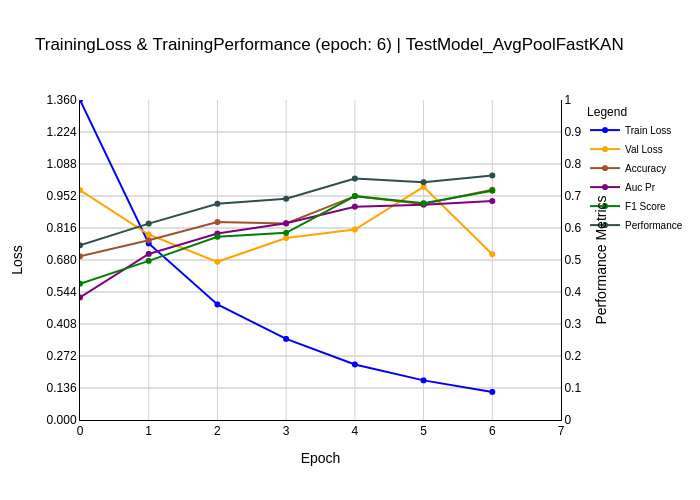 TrainingLoss & TrainingPerformance (epoch: 6) | TestModel_AvgPoolFastKAN
1.360
1.224
1.088
0.952
0.816
0.680
0.544
0.408
0.272
0.136
0.000
Loss
0
1
2
3
4
5
6
7
Epoch
1
0.9
0.8
0.7
0.6
0.5
0.4
0.3
0.2
0.1
0
Performance Metrics
Legend
Train Loss
Val Loss
Accuracy
Auc Pr
F1 Score
Performance